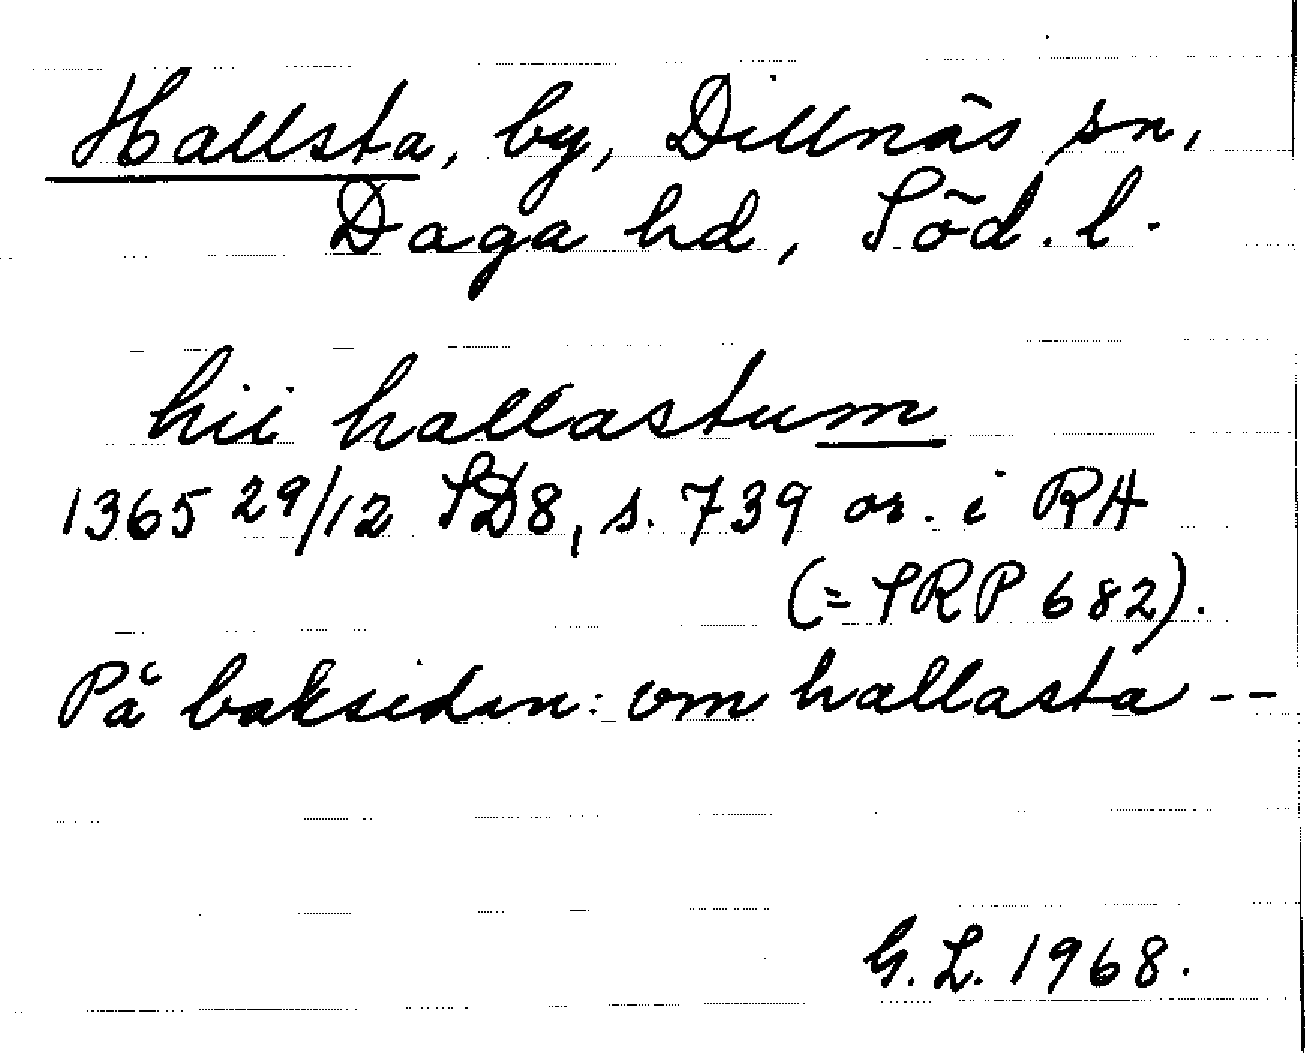 Hallsta, by, Dillnäs sn,
Daga hd, Söd. l.
hii hallastum
1365 29/12 SD8, s. 739 or. i RA
(= SRP 682).
På baksidan: om hallasta --
G. L. 1968.